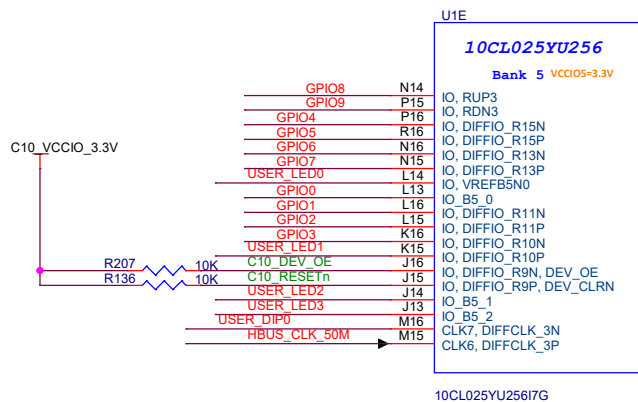 U1E
10CL025YU256
Bank 5 VCCIO5=3.3V
GPIO8 N14 IO, RUP3
GPIO9 P15 IO, RDN3
GPIO4 P16 IO, DIFFIO_R15N
GPIO5 R16 IO, DIFFIO_R15P
GPIO6 N16 IO, DIFFIO_R13N
C10_VCCIO_3.3V
GPIO7 N15 IO, DIFFIO_R13P
USER_LED0 L14 IO, VREFB5N0
GPIO0 L13 IO_B5_0
GPIO1 L16 IO, DIFFIO_R11N
GPIO2 L15 IO, DIFFIO_R11P
GPIO3 K16 IO, DIFFIO_R10N
USER_LED1 K15 IO, DIFFIO_R10P
R207 10K C10_DEV_OE J16 IO, DIFFIO_R9N, DEV_OE
R136 10K C10_RESETn J15 IO, DIFFIO_R9P, DEV_CLRN
USER_LED2 J14 IO_B5_1
USER_LED3 J13 IO_B5_2
USER_DIP0 M16 CLK7, DIFFCLK_3N
HBUS_CLK_50M M15 CLK6, DIFFCLK_3P
10CL025YU256I7G